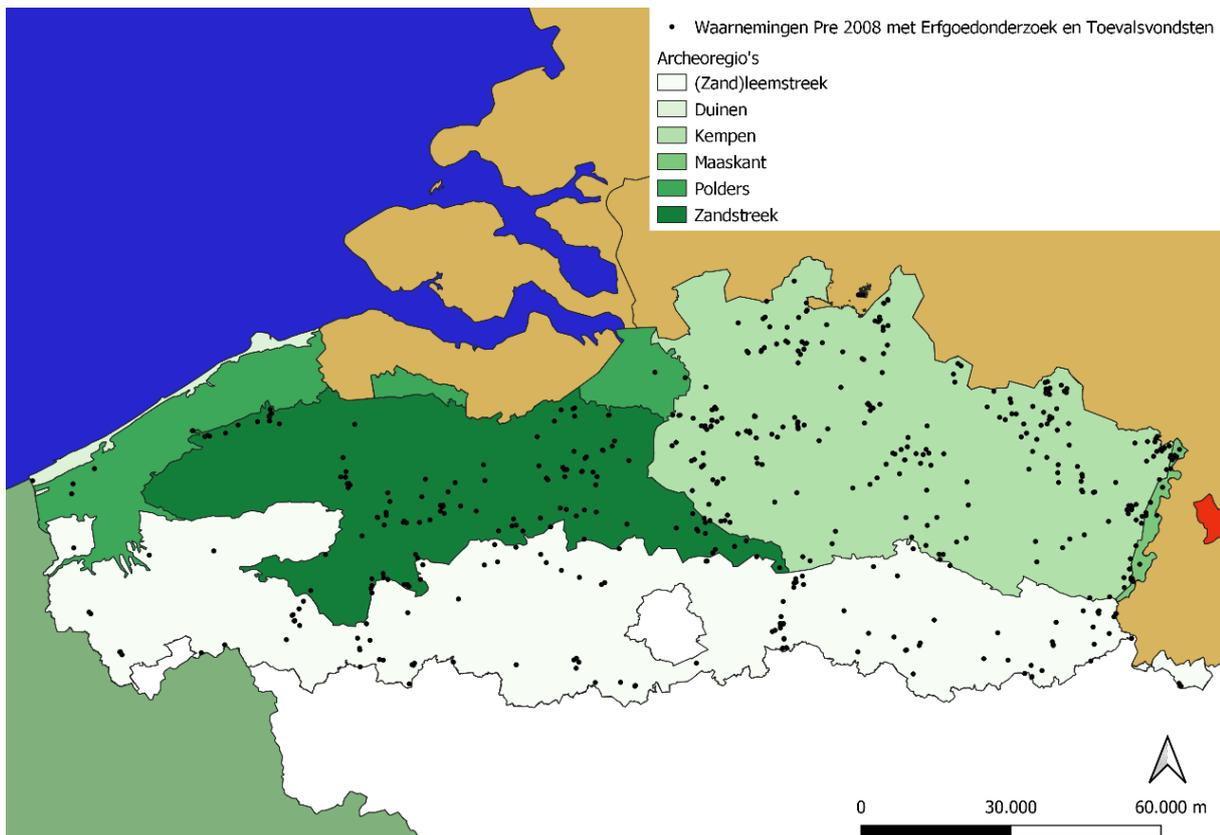 Waarnemingen Pre 2008 met Erfgoedonderzoek en Toevalsvondsten
Archeoregio's
(Zand)leemstreek
Duinen
Kempen
Maaskant
Polders
Zandstreek
0 30.000 60.000 m